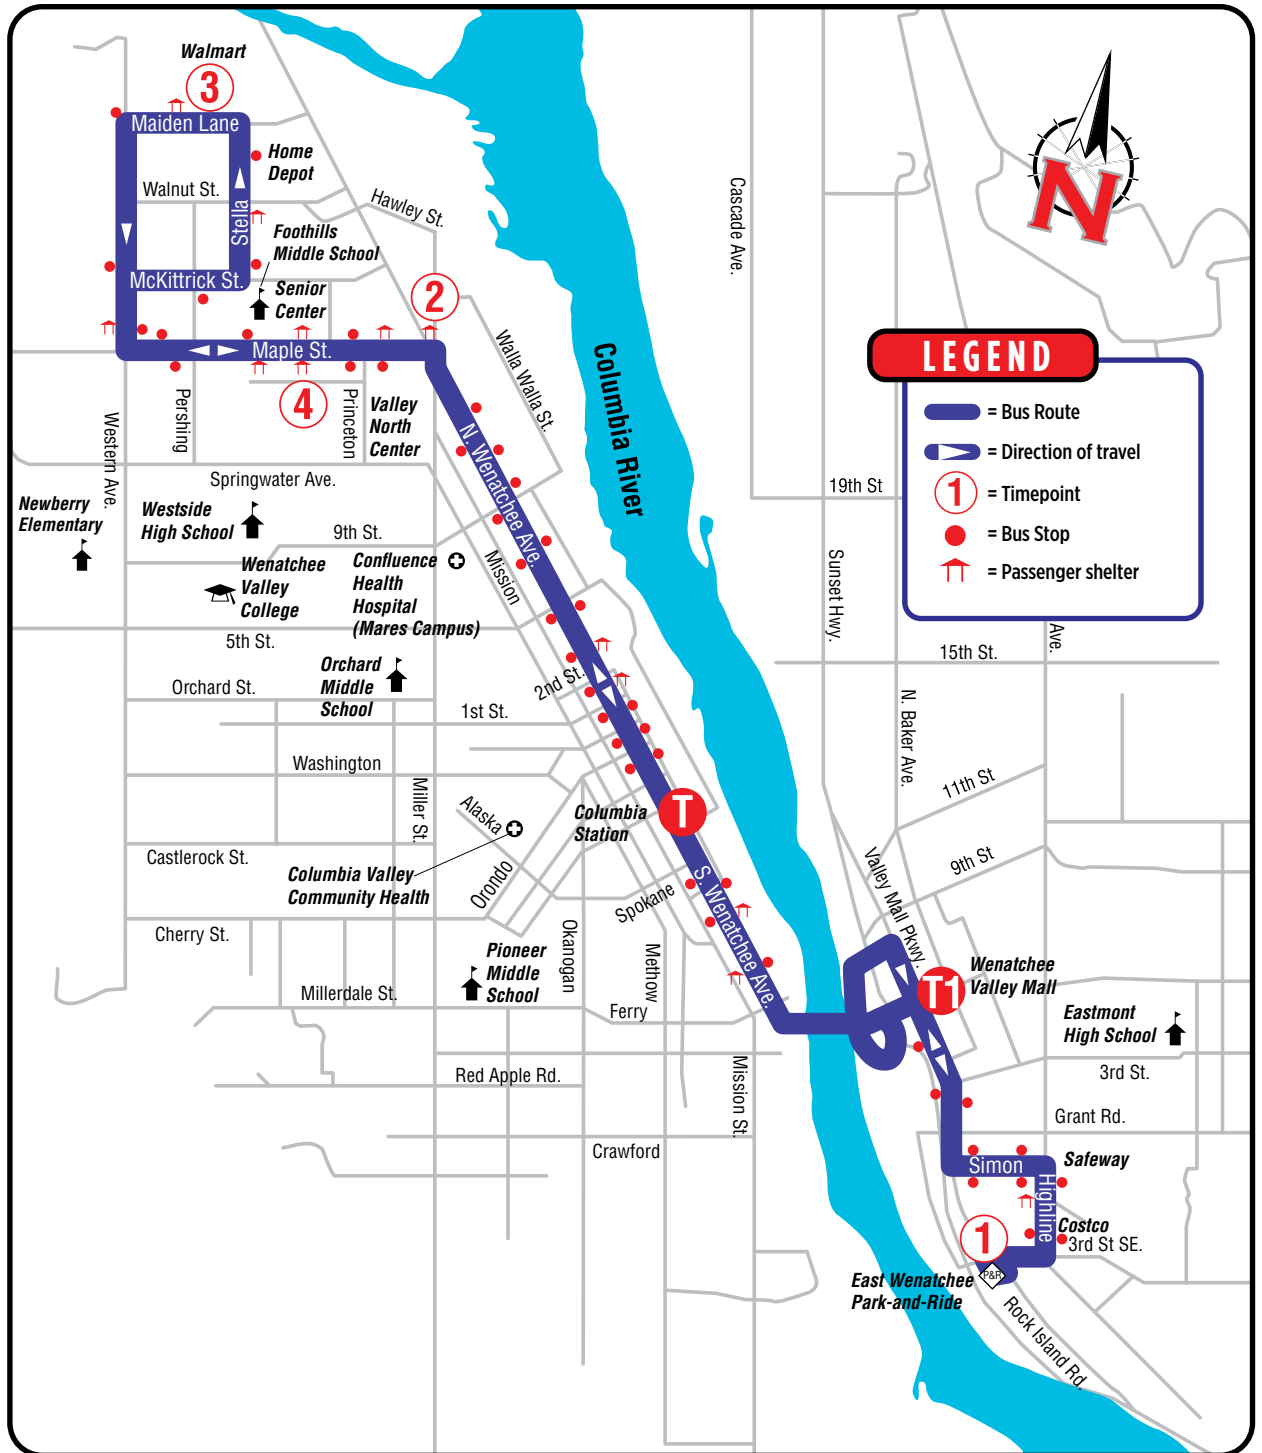 Walmart
3
Maiden Lane
Home
Depot
Walnut St.
Stella
Hawley St.
Foothills
Middle School
McKittrick St.
Senior
Center
2
Maple St.
4
Western Ave.
Pershing
Princeton
Valley
North
Center
Walla Walla St.
Columbia River
Cascade Ave.
N
LEGEND
= Bus Route
= Direction of travel
1 = Timepoint
= Bus Stop
= Passenger shelter
N. Wenatchee Ave.
Springwater Ave.
Newberry
Elementary
Westside
High School
9th St.
Mission
Wenatchee
Valley
College
Confluence
Health
Hospital
(Mares Campus)
5th St.
19th St
Sunset Hwy.
Ave.
15th St.
N. Baker Ave.
Orchard
Middle
School
Orchard St.
2nd St.
1st St.
Washington
Miller St.
Alaska
Columbia
Station
T
11th St
Castlerock St.
Columbia Valley
Community Health
Orondo
Spokane
S. Wenatchee Ave.
Valley Mall Pkwy.
9th St
Cherry St.
Pioneer
Middle
School
Okanogan
Methow
Millerdale St.
Ferry
T1
Wenatchee
Valley Mall
Eastmont
High School
3rd St.
Red Apple Rd.
Mission St.
Crawford
Grant Rd.
Simon
Safeway
Highline
Costco
3rd St SE.
1
P&R
East Wenatchee
Park-and-Ride
Rock Island Rd.